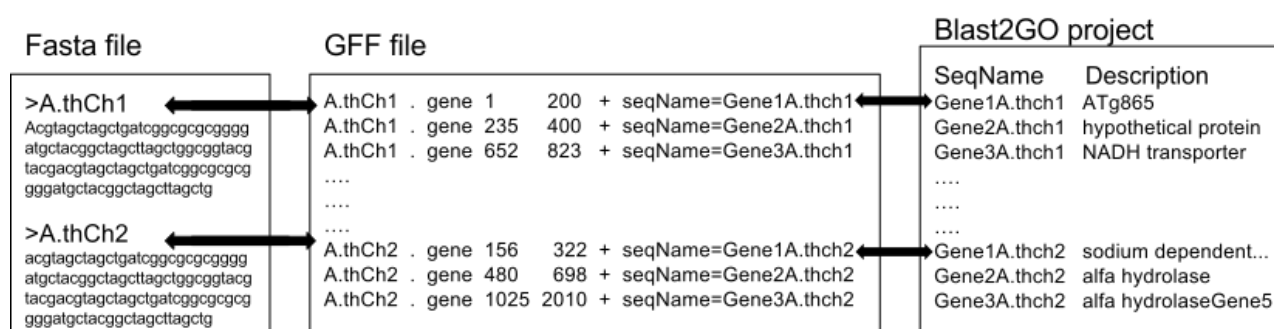 Fasta file
>A.thCh1
Acgtagctagctgatcggcgcgcgggg
atgctacggctagcttagctggcggtacg
tacgacgtagctagctgatcggcgcgcg
gggatgctacggctagcttagctg
>A.thCh2
acgtagctagctgatcggcgcgcgggg
atgctacggctagcttagctggcggtacg
tacgacgtagctagctgatcggcgcgcg
gggatgctacggctagcttagctg
GFF file
A.thCh1 . gene 1 200 + seqName=Gene1A.thch1
A.thCh1 . gene 235 400 + seqName=Gene2A.thch1
A.thCh1 . gene 652 823 + seqName=Gene3A.thch1
....
....
....
A.thCh2 . gene 156 322 + seqName=Gene1A.thch2
A.thCh2 . gene 480 698 + seqName=Gene2A.thch2
A.thCh2 . gene 1025 2010 + seqName=Gene3A.thch2
Blast2GO project
SeqName Description
Gene1A.thch1 ATg865
Gene2A.thch1 hypothetical protein
Gene3A.thch1 NADH transporter
....
....
....
Gene1A.thch2 sodium dependent...
Gene2A.thch2 alfa hydrolase
Gene3A.thch2 alfa hydrolaseGene5